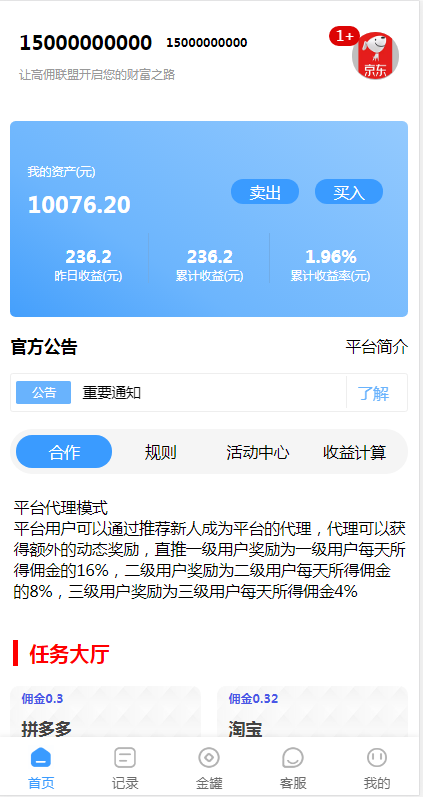 15000000000 15000000000 1+
让高佣联盟开启您的财富之路
京东
我的资产(元)
10076.20 卖出 买入
236.2 236.2 1.96%
昨日收益(元) 累计收益(元) 累计收益率(元)
官方公告 平台简介
公告 重要通知 了解
合作 规则 活动中心 收益计算
平台代理模式
平台用户可以通过推荐新人成为平台的代理，代理可以获
得额外的动态奖励，直推一级用户奖励为一级用户每天所
得佣金的16%，二级用户奖励为二级用户每天所得佣金
的8%，三级用户奖励为三级用户每天所得佣金4%
任务大厅
佣金0.3 佣金0.32
拼多多 淘宝
首页 记录 金罐 客服 我的